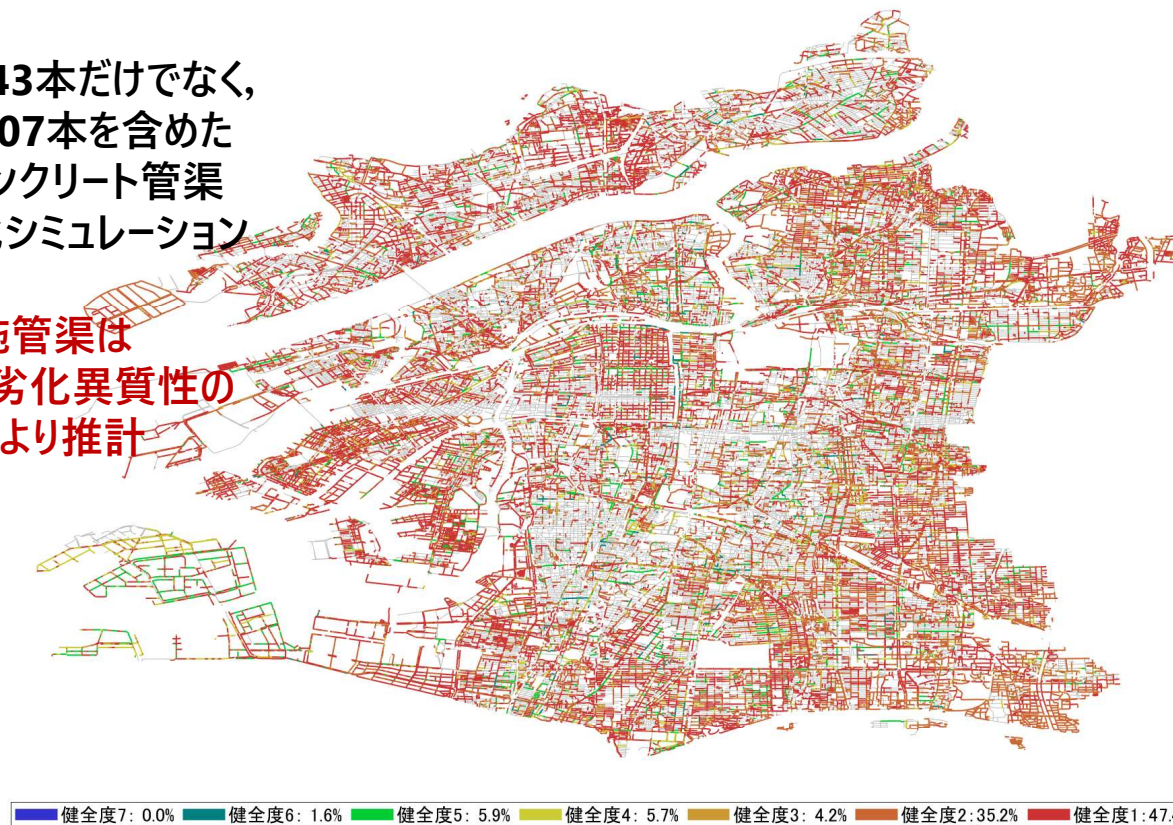 43本だけでなく,
07本を含めた
ンクリート管渠
シミュレーション
管渠は
劣化異質性の
より推計
健全度7: 0.0% 健全度6: 1.6% 健全度5: 5.9% 健全度4: 5.7% 健全度3: 4.2% 健全度2:35.2% 健全度1:47.